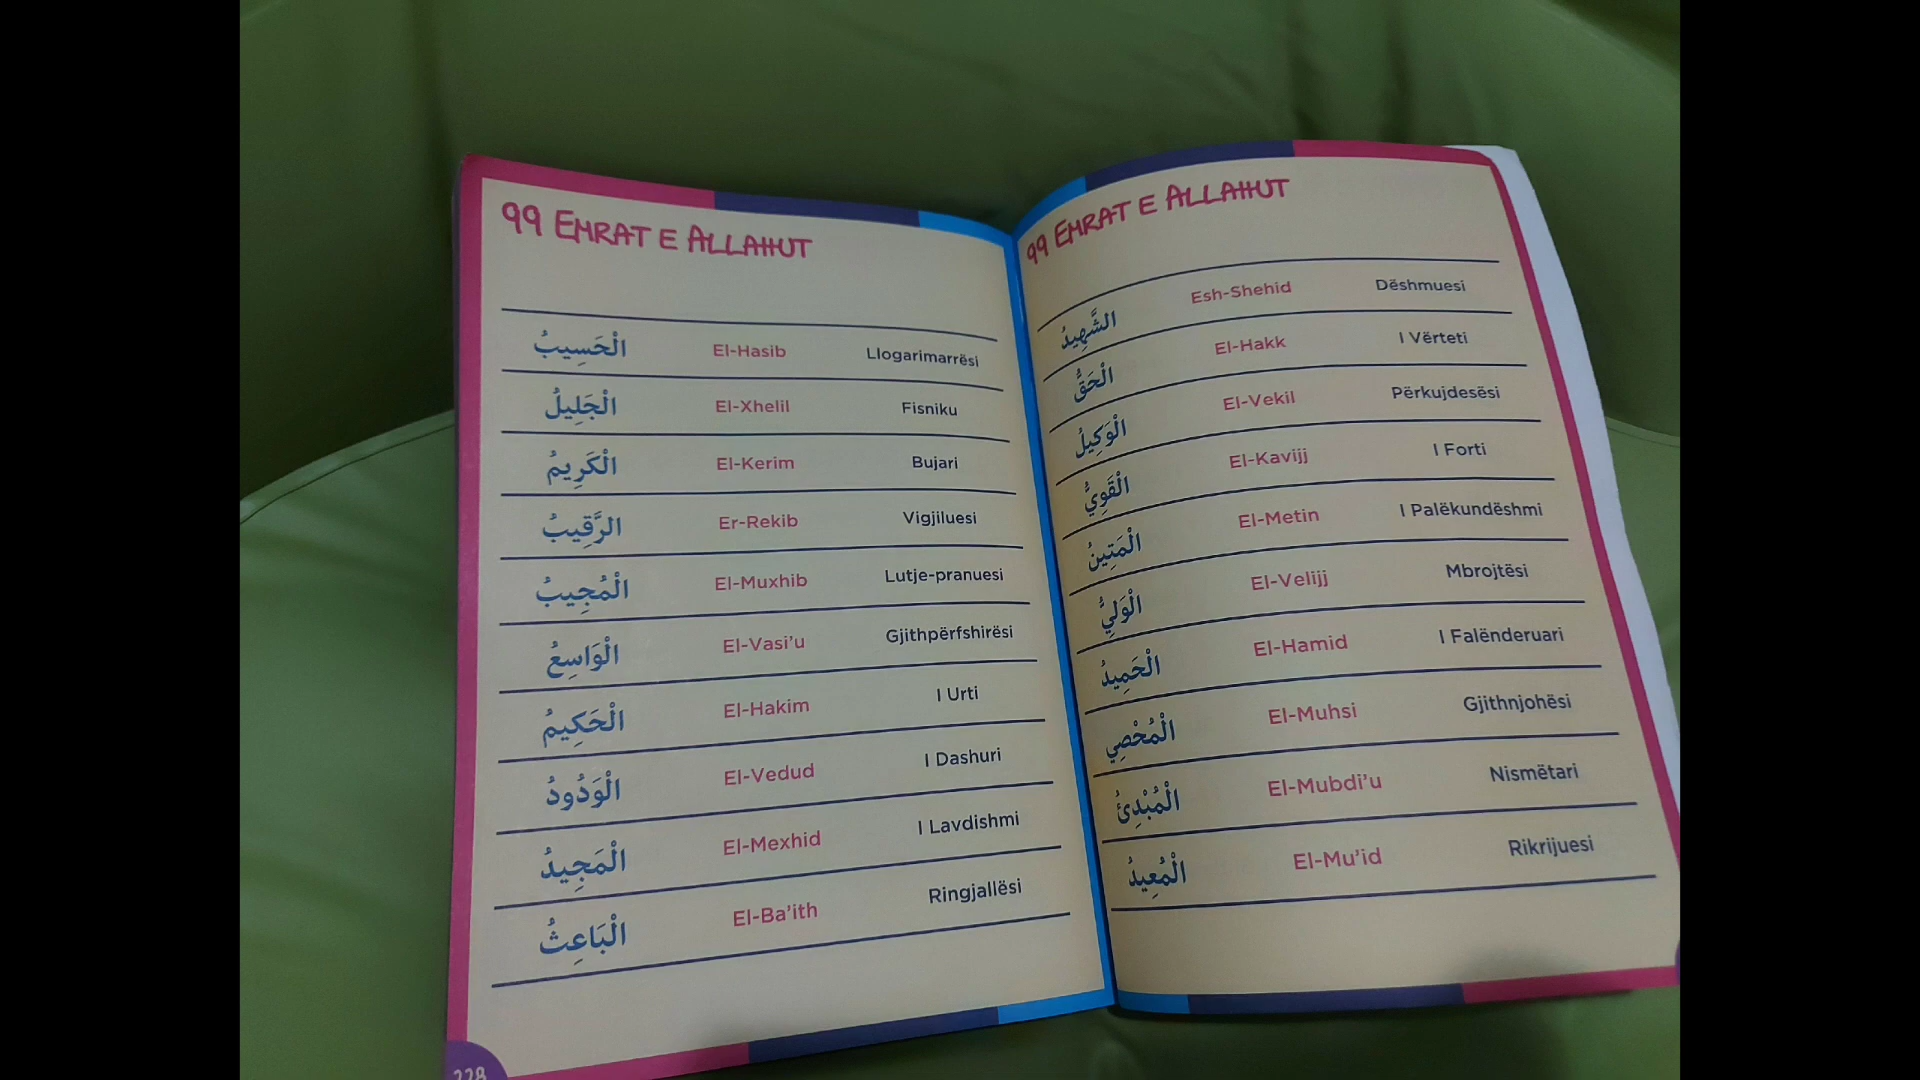 99 EMRAT E ALLAHUT
الْحَسِيبُ El-Hasib Llogarimarrësi
الْجَلِيلُ El-Xhelil Fisniku
الْكَرِيمُ El-Kerim Bujari
الرَّقِيبُ Er-Rekib Vigjiluesi
الْمُجِيبُ El-Muxhib Lutje-pranuesi
الْوَاسِعُ El-Vasi’u Gjithpërfshirësi
الْحَكِيمُ El-Hakim I Urti
الْوَدُودُ El-Vedud I Dashuri
الْمَجِيدُ El-Mexhid I Lavdishmi
الْبَاعِثُ El-Ba’ith Ringjallësi
228
99 EMRAT E ALLAHUT
الشَّهِيدُ Esh-Shehid Dëshmuesi
الْحَقُّ El-Hakk I Vërteti
الْوَكِيلُ El-Vekil Përkujdesësi
الْقَوِيُّ El-Kavijj I Forti
الْمَتِينُ El-Metin I Palëkundëshmi
الْوَلِيُّ El-Velijj Mbrojtësi
الْحَمِيدُ El-Hamid I Falënderuari
الْمُحْصِي El-Muhsi Gjithnjohësi
الْمُبْدِئُ El-Mubdi’u Nismëtari
الْمُعِيدُ El-Mu’id Rikrijuesi